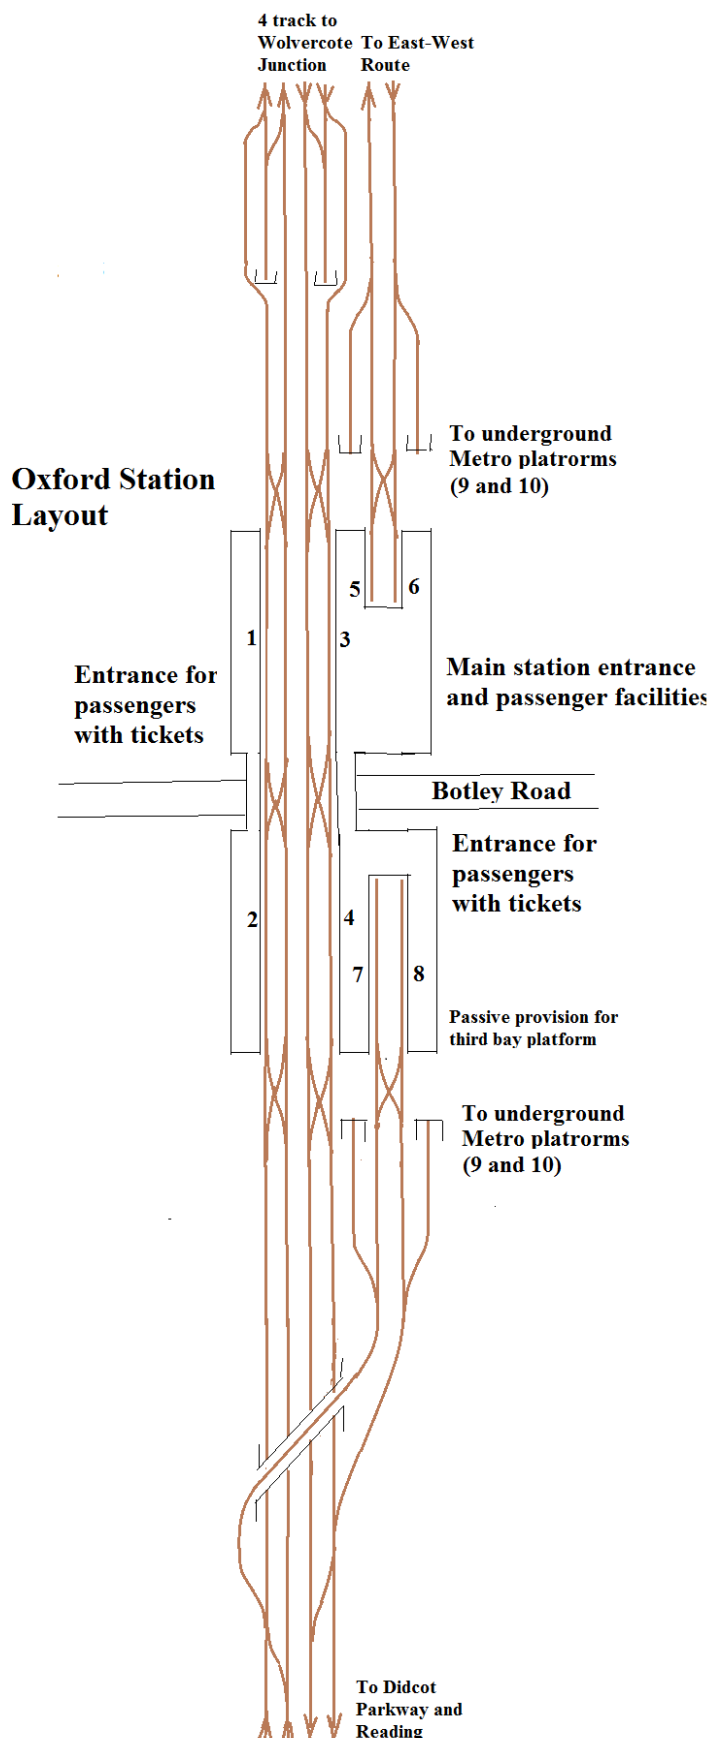 4 track to
Wolvercote
Junction
To East-West
Route
To underground
Metro platrorms
(9 and 10)
Oxford Station
Layout
5
6
1
3
Entrance for
passengers
with tickets
Main station entrance
and passenger facilities
Botley Road
Entrance for
passengers
with tickets
2
4
7
8
Passive provision for
third bay platform
To underground
Metro platrorms
(9 and 10)
To Didcot
Parkway and
Reading